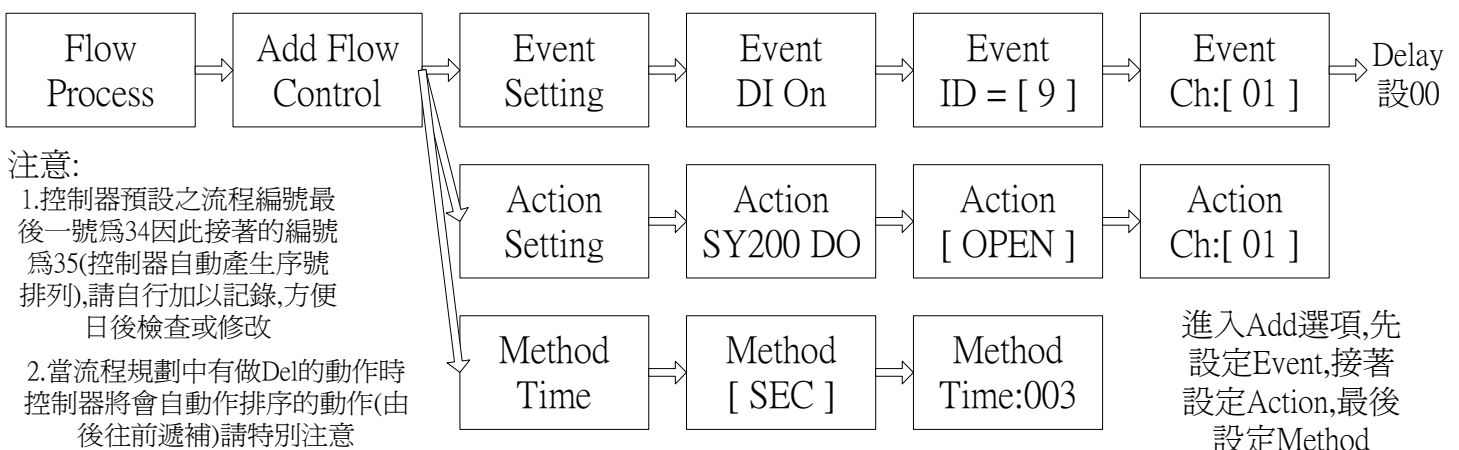 Flow
Process
Add Flow
Control
Event
Setting
Event
DI On
Event
ID = [ 9 ]
Event
Ch:[ 01 ]
Delay
設00
注意:
1.控制器預設之流程編號最
後一號爲34因此接著的編號
爲35(控制器自動產生序號
排列),請自行加以記錄,方便
日後檢查或修改
2.當流程規劃中有做Del的動作時
控制器將會自動作排序的動作(由
後往前遞補)請特別注意
Action
Setting
Action
SY200 DO
Action
[ OPEN ]
Action
Ch:[ 01 ]
Method
Time
Method
[ SEC ]
Method
Time:003
進入Add選項,先
設定Event,接著
設定Action,最後
設定Method